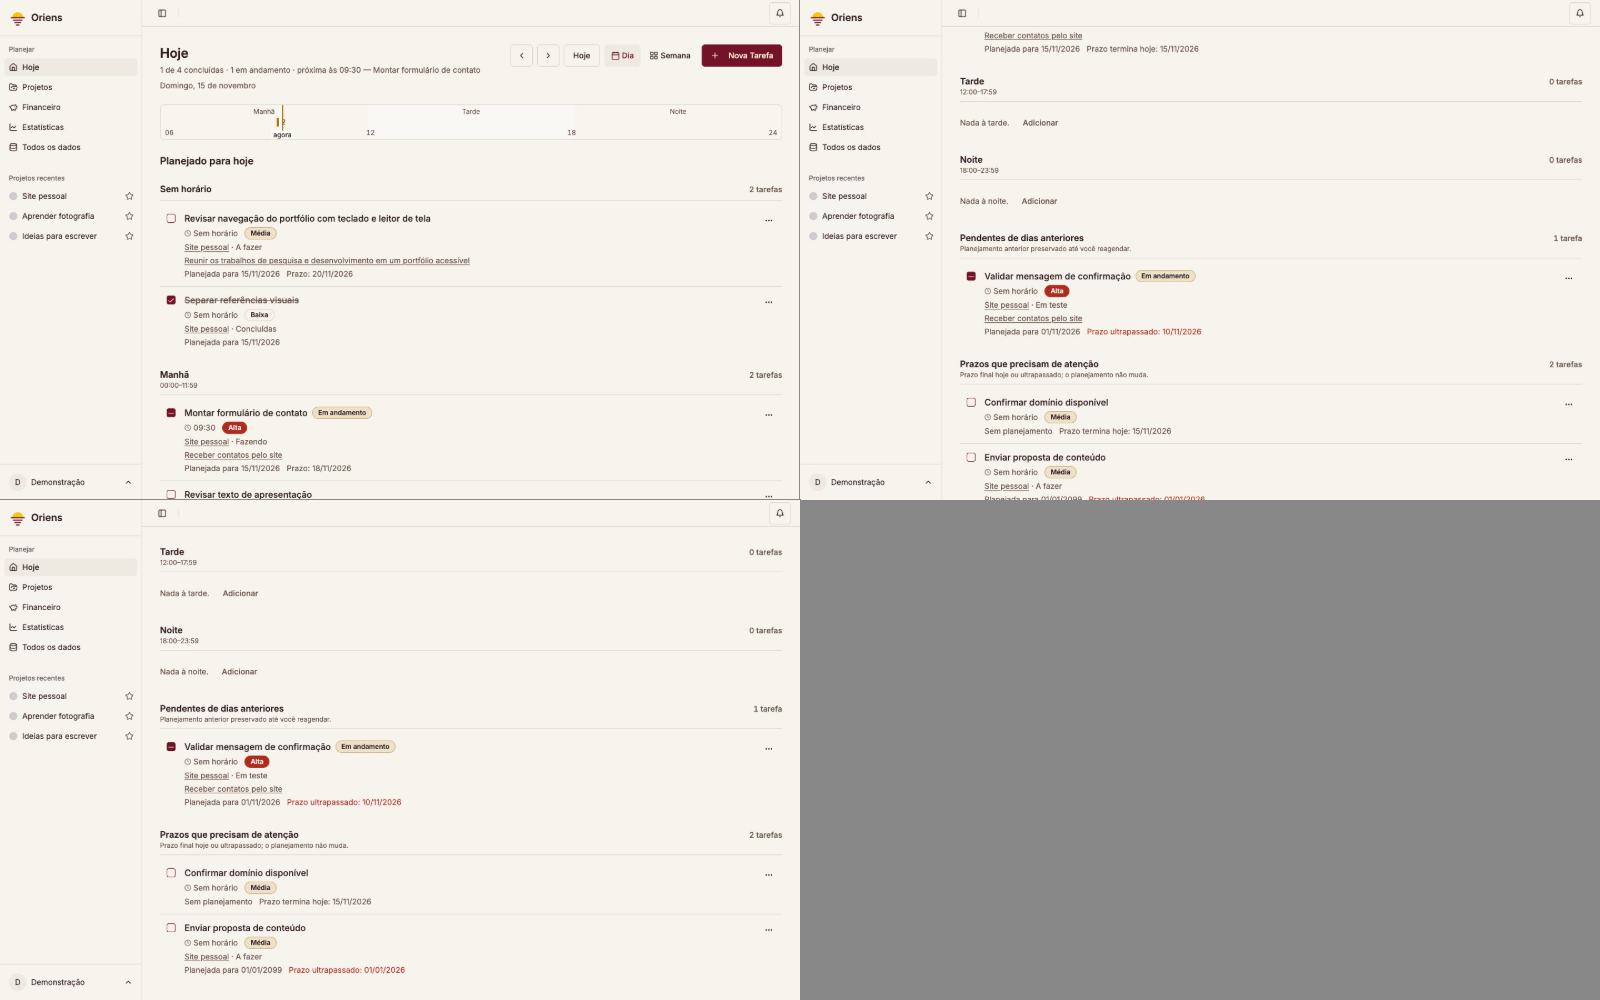 Oriens
Planejar
Hoje
Projetos
Financeiro
Estatísticas
Todos os dados
Projetos recentes
Site pessoal
Aprender fotografia
Ideias para escrever
D Demonstração
Hoje
1 de 4 concluídas · 1 em andamento · próxima às 09:30 — Montar formulário de contato
Domingo, 15 de novembro
Hoje
Dia
Semana
+ Nova Tarefa
Manhã Tarde Noite
2
06 12 18 24
agora
Planejado para hoje
Sem horário 2 tarefas
Revisar navegação do portfólio com teclado e leitor de tela
Sem horário Média
Site pessoal · A fazer
Reunir os trabalhos de pesquisa e desenvolvimento em um portfólio acessível
Planejada para 15/11/2026 Prazo: 20/11/2026
Separar referências visuais
Sem horário Baixa
Site pessoal · Concluídas
Planejada para 15/11/2026
Manhã 2 tarefas
00:00–11:59
Montar formulário de contato Em andamento
09:30 Alta
Site pessoal · Fazendo
Receber contatos pelo site
Planejada para 15/11/2026 Prazo: 18/11/2026
Revisar texto de apresentação
Oriens
Planejar
Hoje
Projetos
Financeiro
Estatísticas
Todos os dados
Projetos recentes
Site pessoal
Aprender fotografia
Ideias para escrever
D Demonstração
Receber contatos pelo site
Planejada para 15/11/2026 Prazo termina hoje: 15/11/2026
Tarde 0 tarefas
12:00–17:59
Nada à tarde. Adicionar
Noite 0 tarefas
18:00–23:59
Nada à noite. Adicionar
Pendentes de dias anteriores 1 tarefa
Planejamento anterior preservado até você reagendar.
Validar mensagem de confirmação Em andamento
Sem horário Alta
Site pessoal · Em teste
Receber contatos pelo site
Planejada para 01/11/2026 Prazo ultrapassado: 10/11/2026
Prazos que precisam de atenção 2 tarefas
Prazo final hoje ou ultrapassado; o planejamento não muda.
Confirmar domínio disponível
Sem horário Média
Sem planejamento Prazo termina hoje: 15/11/2026
Enviar proposta de conteúdo
Sem horário Média
Site pessoal · A fazer
Planejada para 01/01/2099 Prazo ultrapassado: 01/01/2026
Oriens
Planejar
Hoje
Projetos
Financeiro
Estatísticas
Todos os dados
Projetos recentes
Site pessoal
Aprender fotografia
Ideias para escrever
D Demonstração
Tarde 0 tarefas
12:00–17:59
Nada à tarde. Adicionar
Noite 0 tarefas
18:00–23:59
Nada à noite. Adicionar
Pendentes de dias anteriores 1 tarefa
Planejamento anterior preservado até você reagendar.
Validar mensagem de confirmação Em andamento
Sem horário Alta
Site pessoal · Em teste
Receber contatos pelo site
Planejada para 01/11/2026 Prazo ultrapassado: 10/11/2026
Prazos que precisam de atenção 2 tarefas
Prazo final hoje ou ultrapassado; o planejamento não muda.
Confirmar domínio disponível
Sem horário Média
Sem planejamento Prazo termina hoje: 15/11/2026
Enviar proposta de conteúdo
Sem horário Média
Site pessoal · A fazer
Planejada para 01/01/2099 Prazo ultrapassado: 01/01/2026